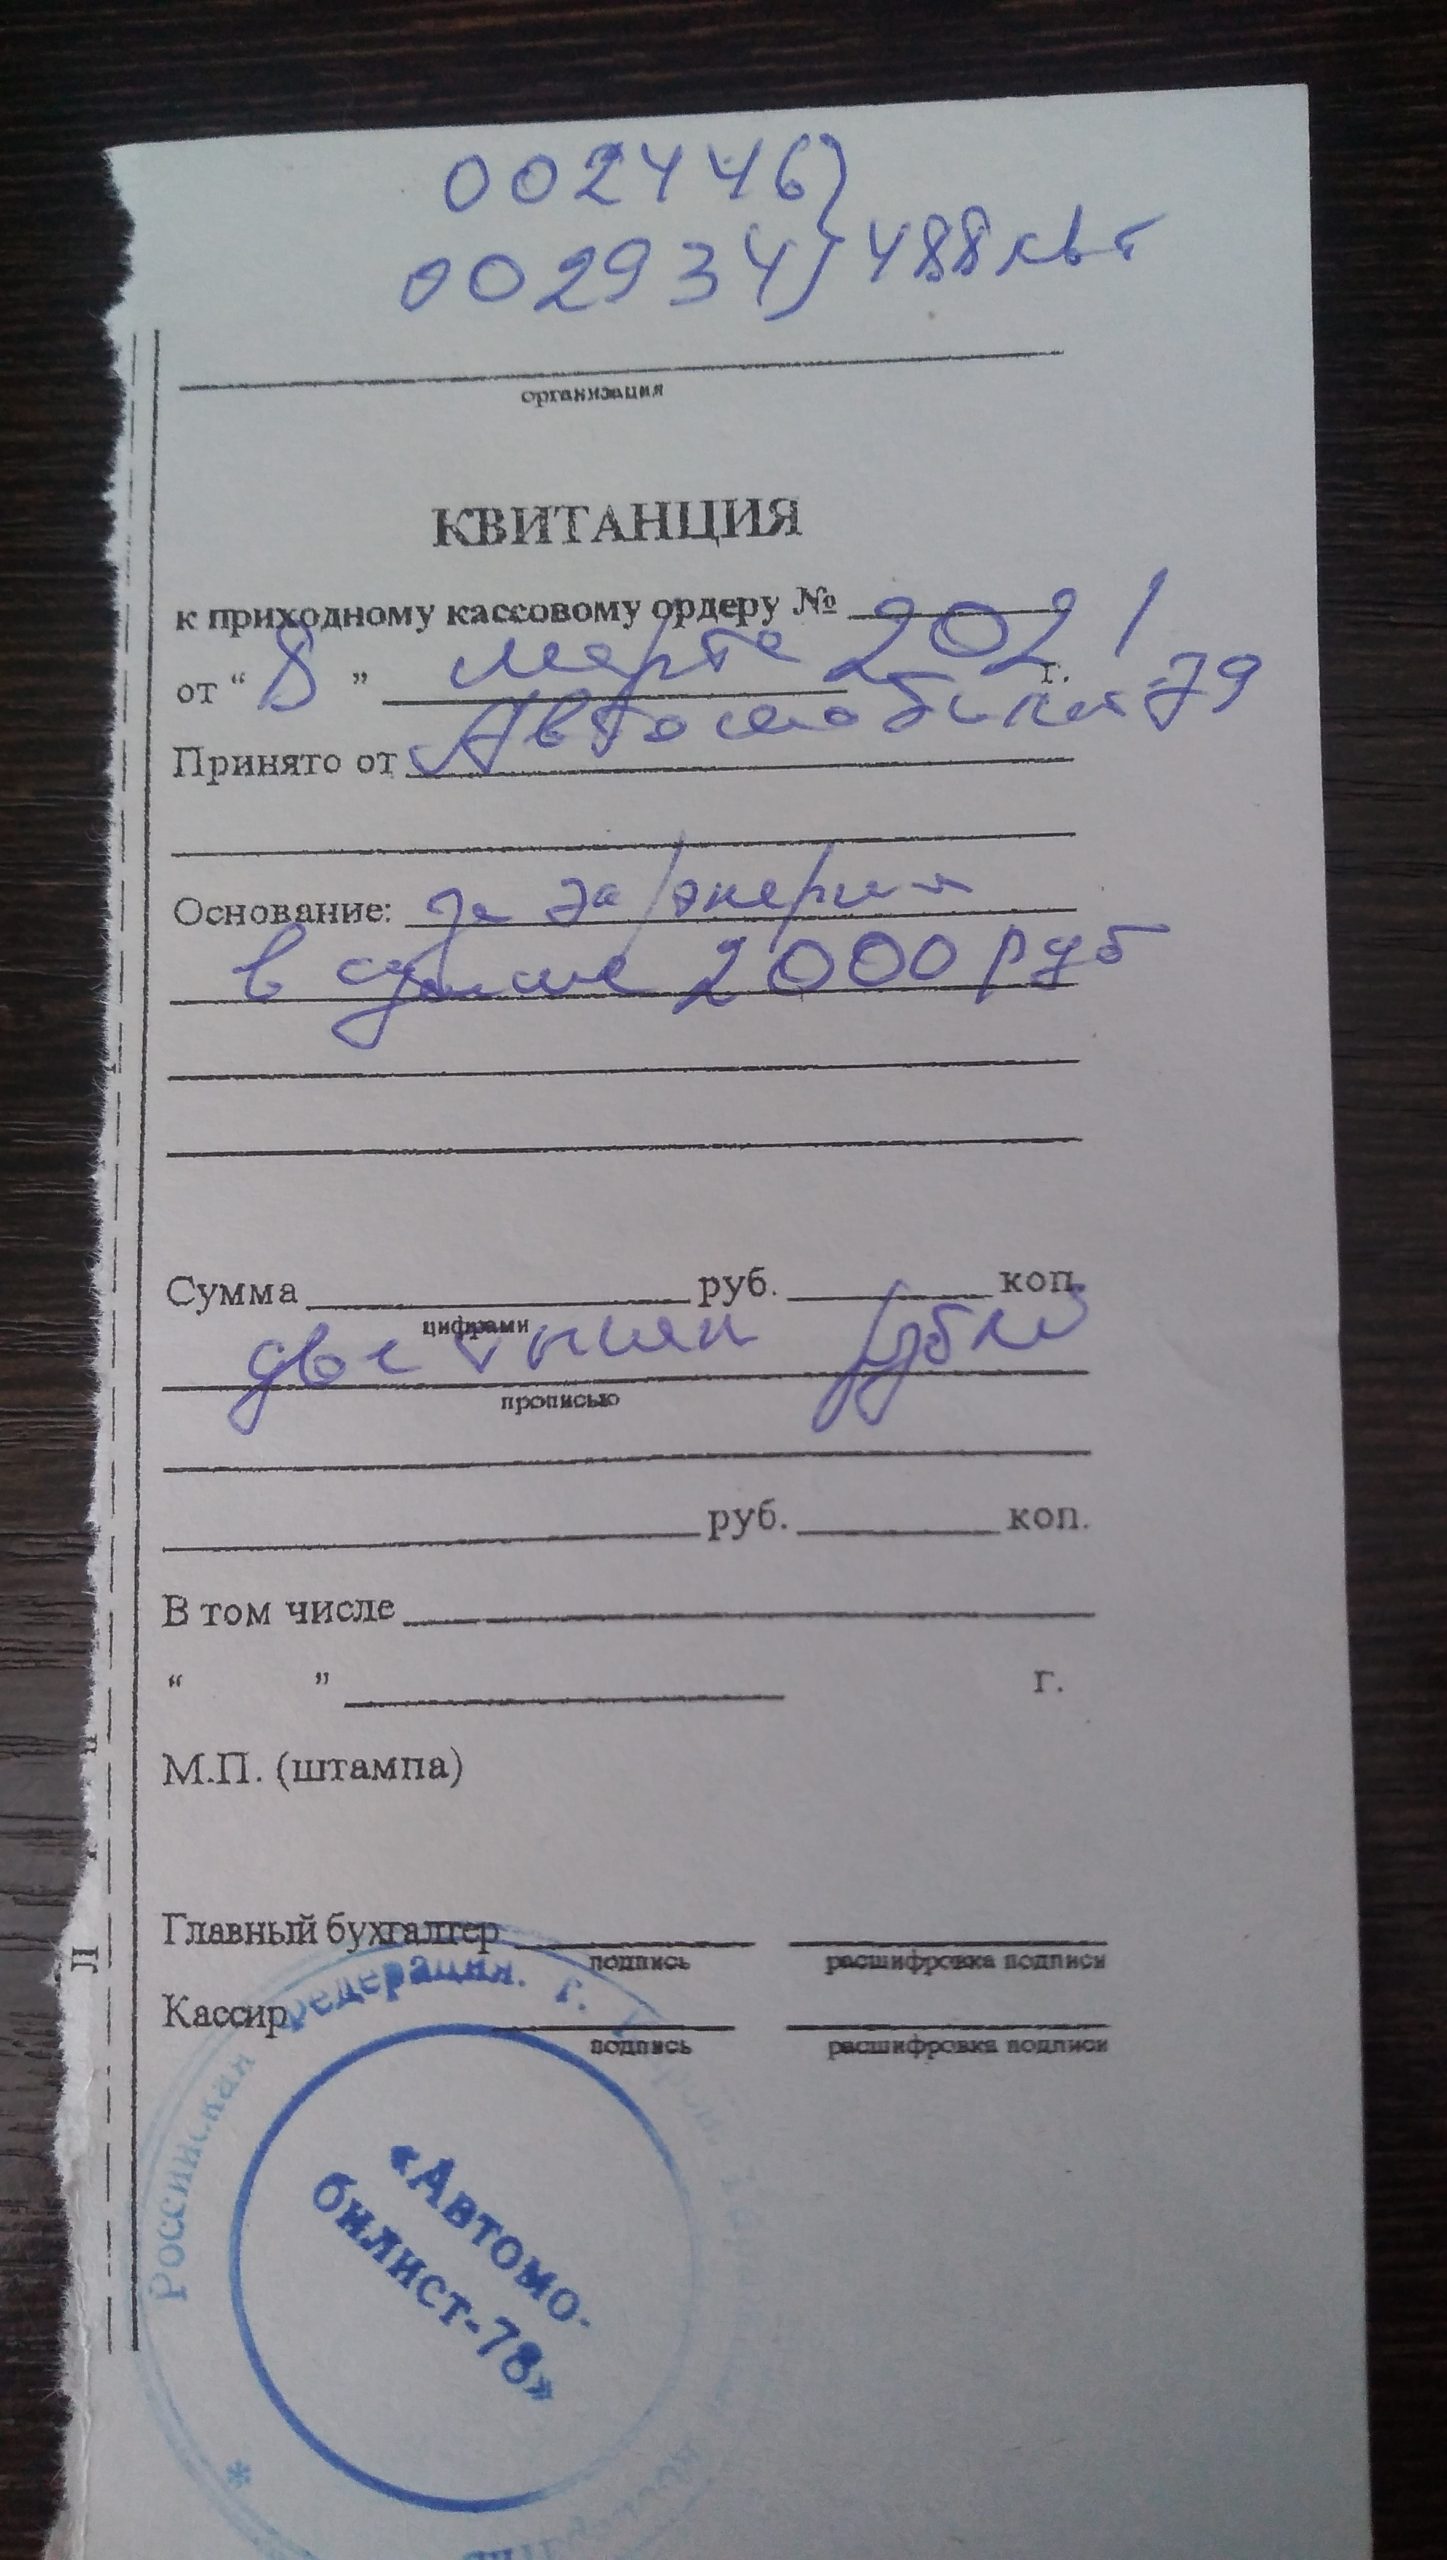 002446
002934 } 488 квт
организация
КВИТАНЦИЯ
к приходному кассовому ордеру №
от “ 8 ” марта 2021 г.
Принято от Автомобилист-79
Основание: за эл/энергию
в сумме 2000 руб
Сумма руб. коп.
цифрами
две тысячи рублей
прописью
руб. коп.
В том числе
“ ” г.
М.П. (штампа)
Главный бухгалтер
подпись расшифровка подписи
Кассир
подпись расшифровка подписи
Российская Федерация. г.
«Автомо-
билист-78»